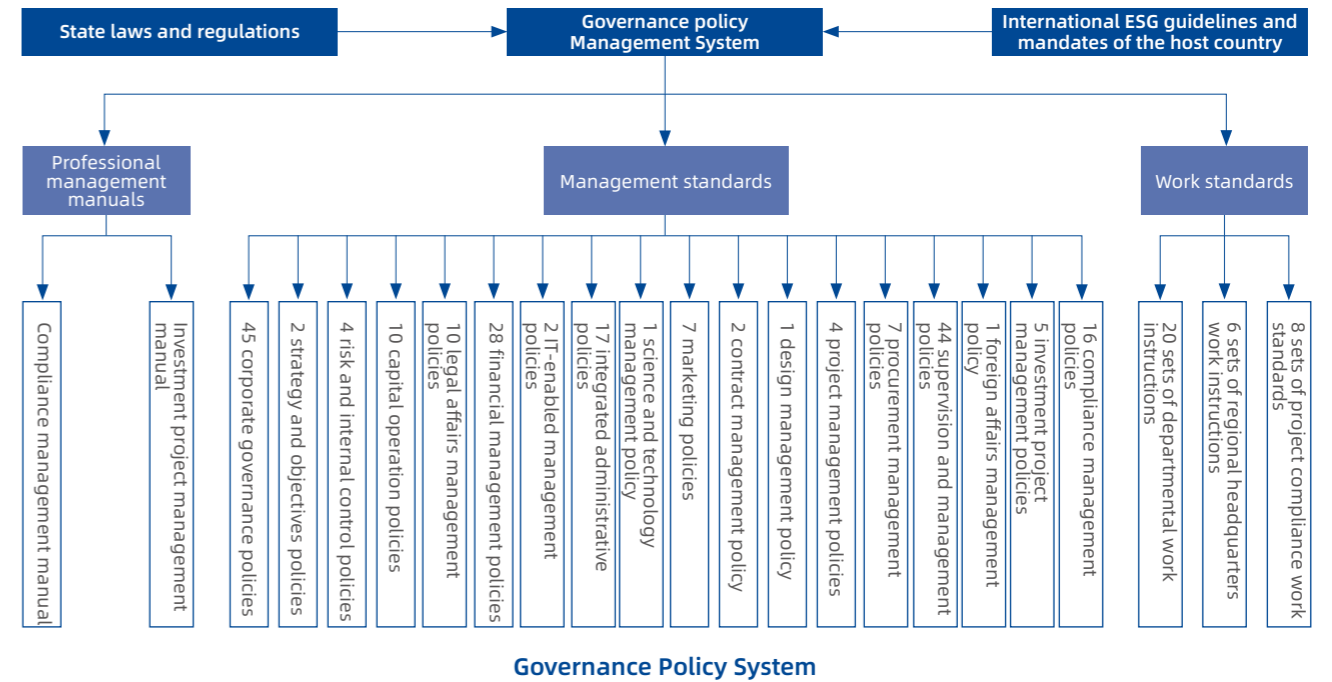 State laws and regulations
Governance policy
Management System
International ESG guidelines and
mandates of the host country
Professional
management
manuals
Management standards
Work standards
Compliance management manual
Investment project management
manual
45 corporate governance policies
2 strategy and objectives policies
4 risk and internal control policies
10 capital operation policies
10 legal affairs management
policies
28 financial management policies
2 IT-enabled management
policies
17 integrated administrative
policies
1 science and technology
management policy
7 marketing policies
2 contract management policy
1 design management policy
4 project management policies
7 procurement management
policies
44 supervision and management
policies
1 foreign affairs management
policy
5 investment project
management policies
16 compliance management
policies
20 sets of departmental work
instructions
6 sets of regional headquarters
work instructions
8 sets of project compliance work
standards
Governance Policy System